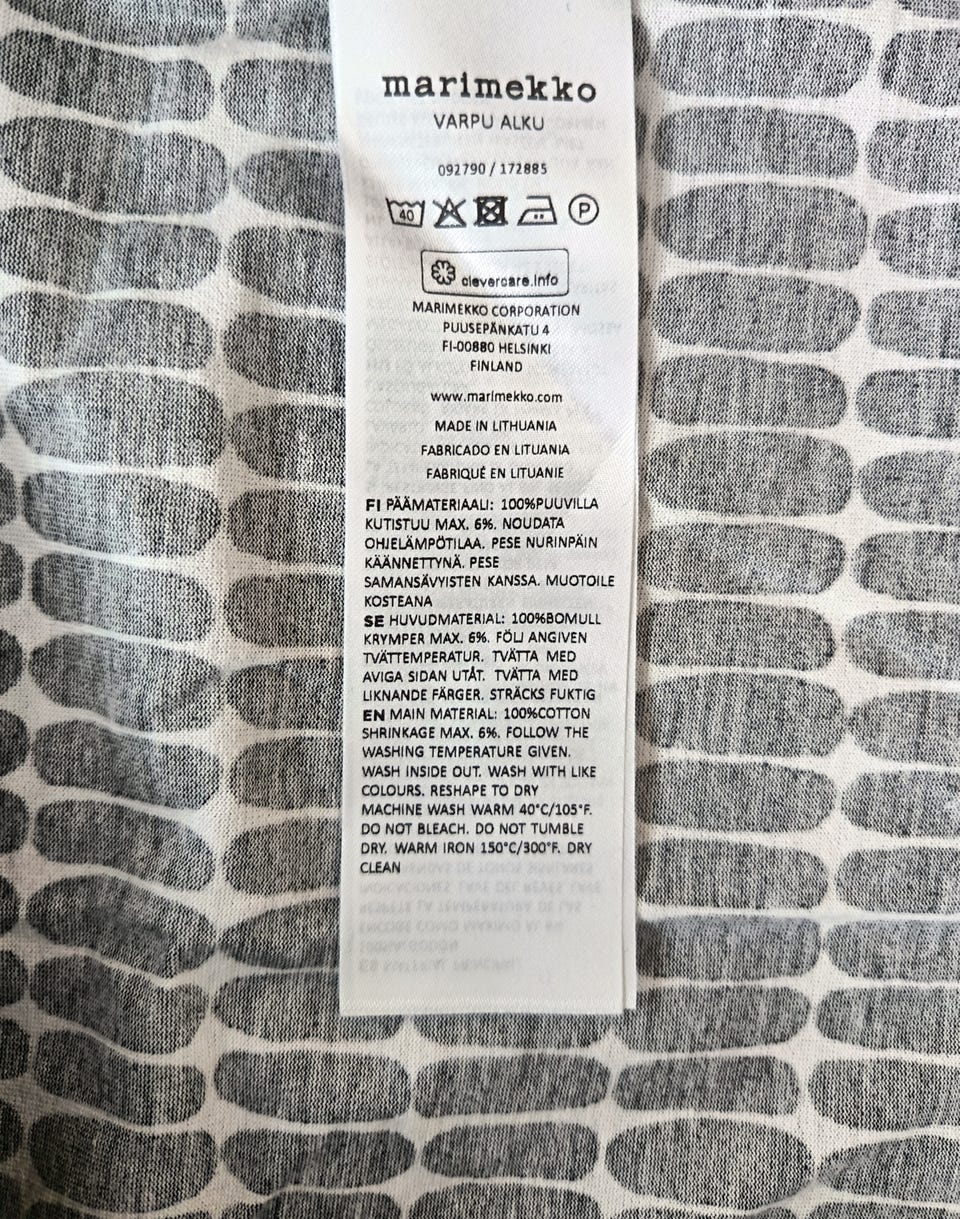 marimekko
VARPU ALKU
092790 / 172885
40 P
clevercare.info
MARIMEKKO CORPORATION
PUUSEPÄNKATU 4
FI-00880 HELSINKI
FINLAND
www.marimekko.com
MADE IN LITHUANIA
FABRICADO EN LITUANIA
FABRIQUÉ EN LITUANIE
FI PÄÄMATERIAALI: 100%PUUVILLA
KUTISTUU MAX. 6%. NOUDATA
OHJELÄMPÖTILAA. PESE NURINPÄIN
KÄÄNNETTYNÄ. PESE
SAMANSÄVYISTEN KANSSA. MUOTOILE
KOSTEANA
SE HUVUDMATERIAL: 100%BOMULL
KRYMPER MAX. 6%. FÖLJ ANGIVEN
TVÄTTEMPERATUR. TVÄTTA MED
AVIGA SIDAN UTÅT. TVÄTTA MED
LIKNANDE FÄRGER. STRÄCKS FUKTIG
EN MAIN MATERIAL: 100%COTTON
SHRINKAGE MAX. 6%. FOLLOW THE
WASHING TEMPERATURE GIVEN.
WASH INSIDE OUT. WASH WITH LIKE
COLOURS. RESHAPE TO DRY
MACHINE WASH WARM 40°C/105°F.
DO NOT BLEACH. DO NOT TUMBLE
DRY. WARM IRON 150°C/300°F. DRY
CLEAN